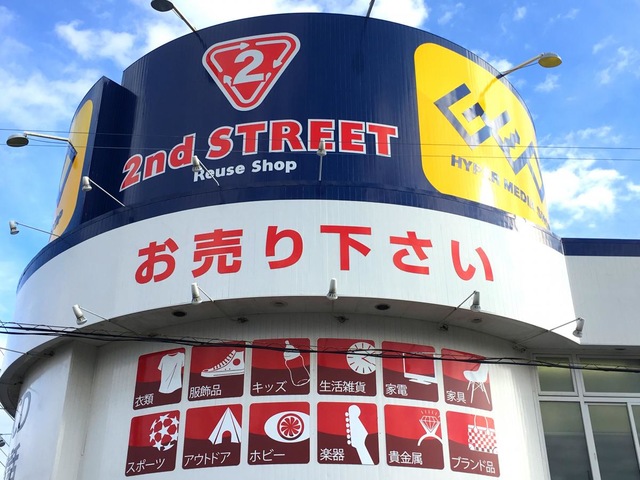 2
2nd STREET
Reuse Shop
GEO
HYPER MEDIA
お売り下さい
衣類 服飾品 キッズ 生活雑貨 家電 家具
スポーツ アウトドア ホビー 楽器 貴金属 ブランド品